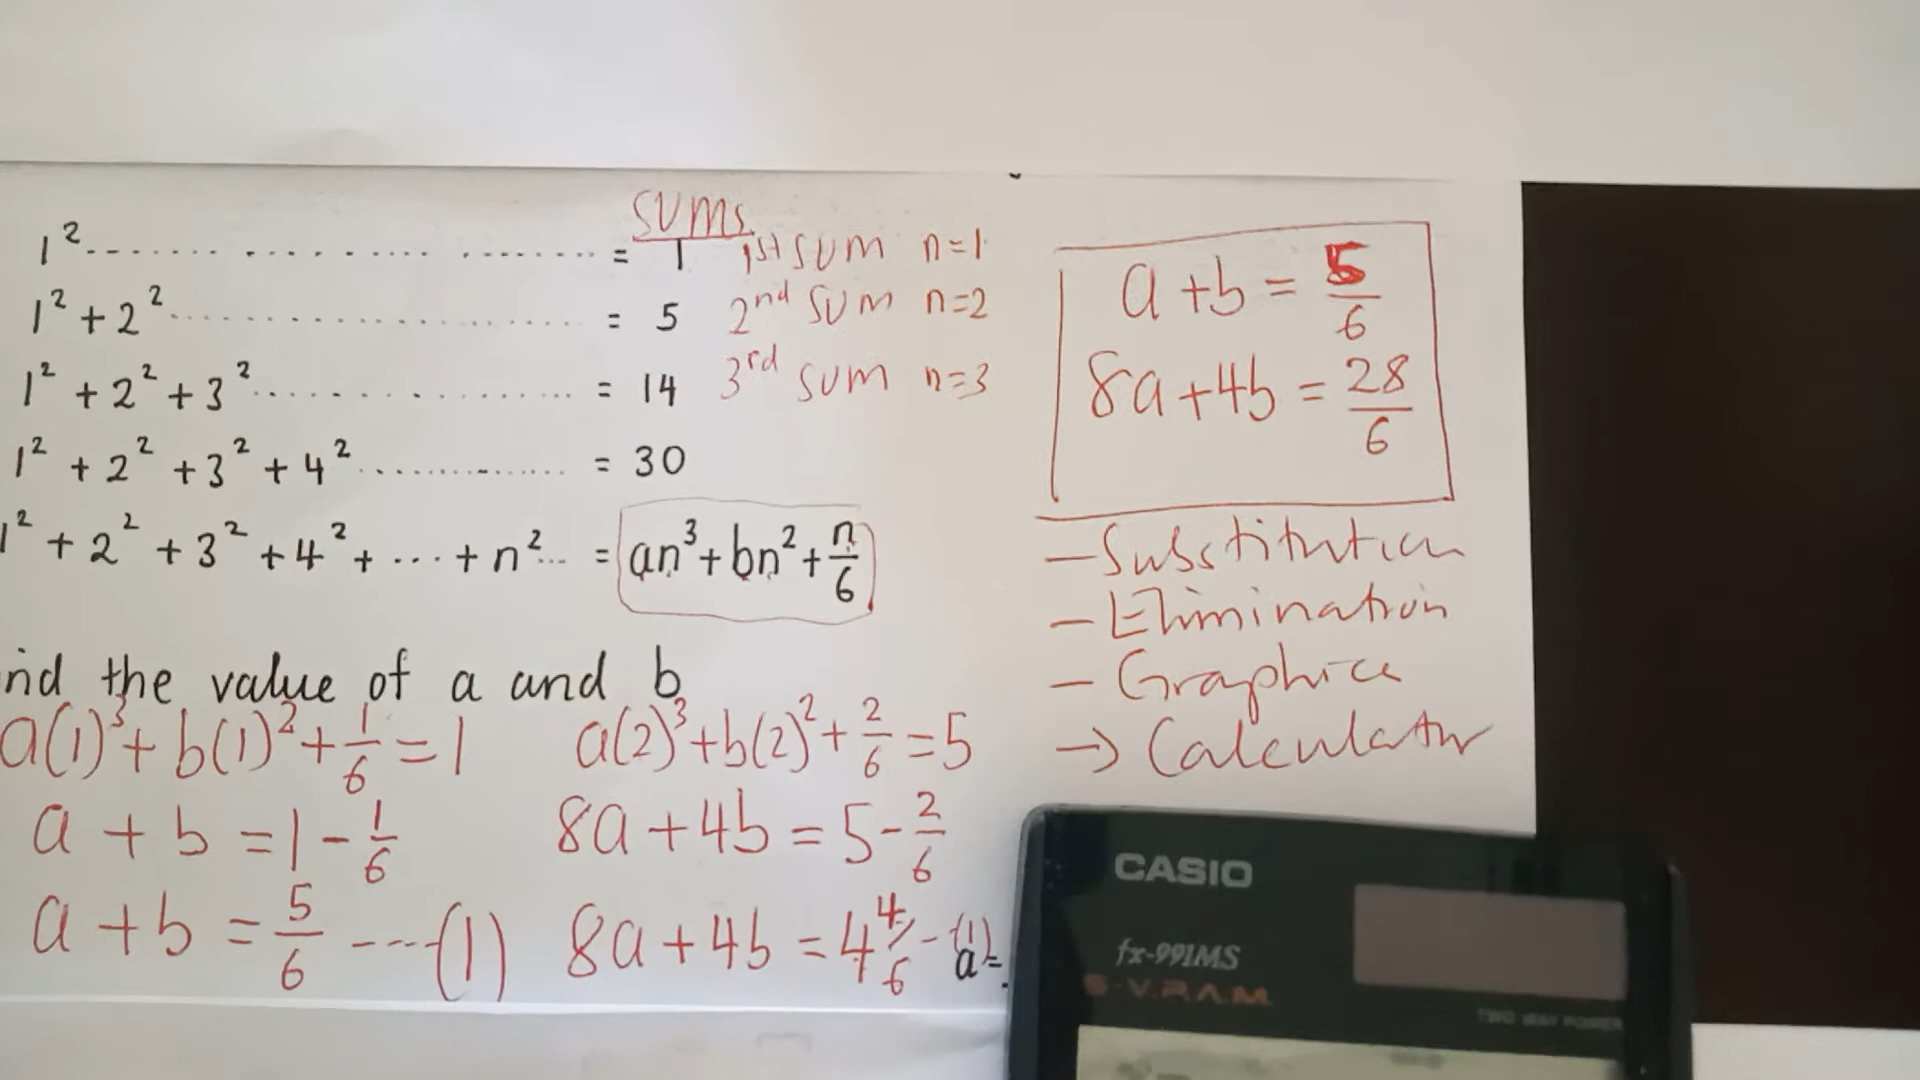 SUMS
1² = 1 1st SUM n=1
1² + 2² = 5 2nd SUM n=2
1² + 2² + 3² = 14 3rd SUM n=3
1² + 2² + 3² + 4² = 30
1² + 2² + 3² + 4² + ... + n² = an³ + bn² + n/6
nd the value of a and b
a(1)³ + b(1)² + 1/6 = 1
a + b = 1 - 1/6
a + b = 5/6 ---(1)
a(2)³ + b(2)² + 2/6 = 5
8a + 4b = 5 - 2/6
8a + 4b = 4 4/6
a =
a + b = 5/6
8a + 4b = 28/6
- Substitution
- Elimination
- Graphics
→ Calculator
CASIO
fx-991MS
S-V.P.A.M.
TWO WAY POWER